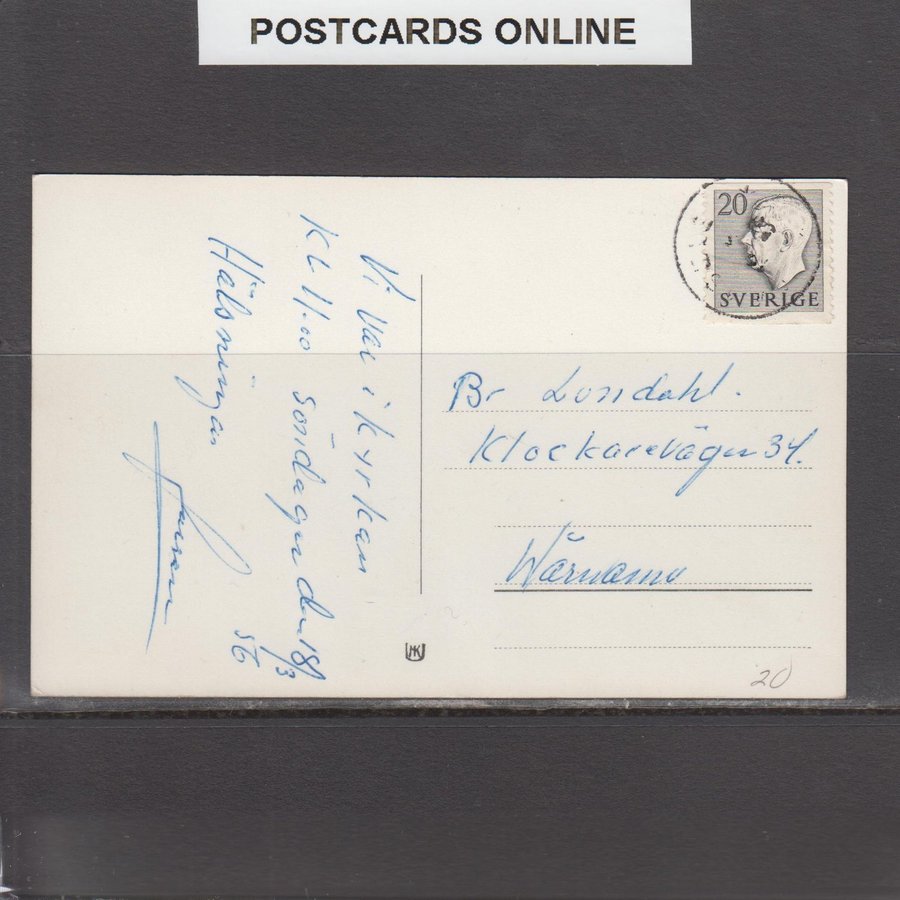 POSTCARDS ONLINE
20
SVERIGE
Vi var i Kyrkan
Kl 11.00 söndagen den 18/3
56
Hälsningar
Br Londahl.
Klockarevägen 34.
Wärnamo
20